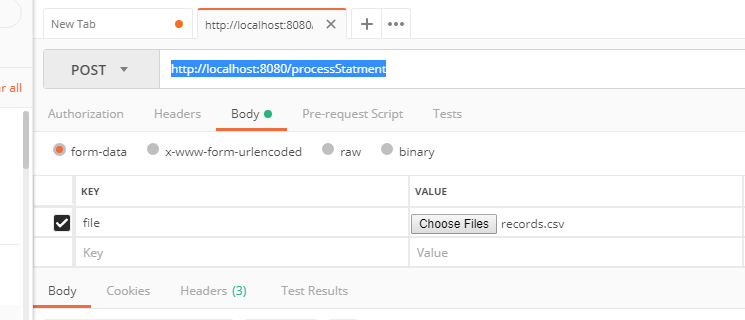 New Tab http://localhost:8080/
POST http://localhost:8080/processStatment
Authorization Headers Body Pre-request Script Tests
form-data x-www-form-urlencoded raw binary
KEY VALUE
file Choose Files records.csv
Key Value
Body Cookies Headers (3) Test Results
r all